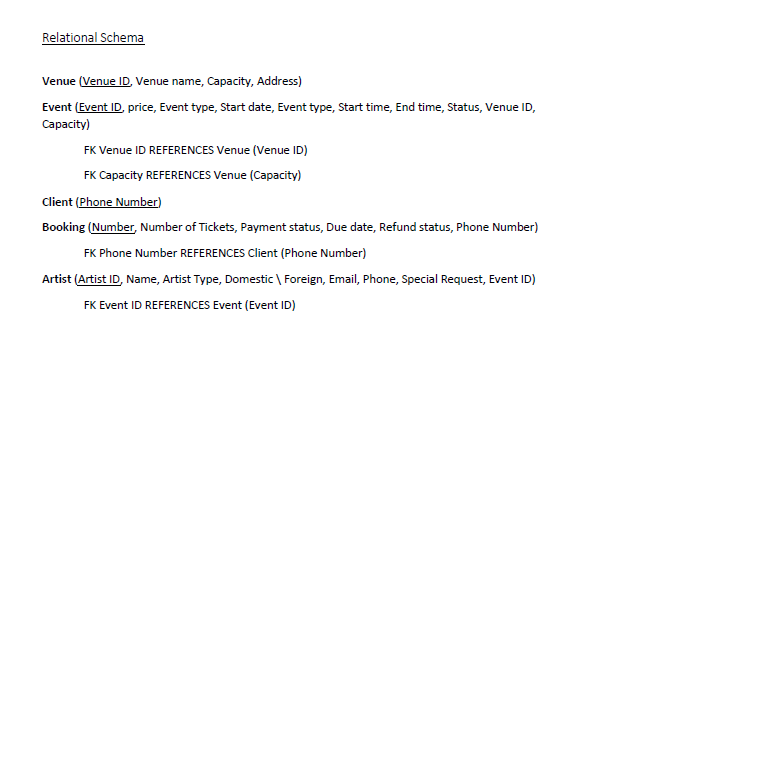 Relational Schema
Venue (Venue ID, Venue name, Capacity, Address)
Event (Event ID, price, Event type, Start date, Event type, Start time, End time, Status, Venue ID,
Capacity)
FK Venue ID REFERENCES Venue (Venue ID)
FK Capacity REFERENCES Venue (Capacity)
Client (Phone Number)
Booking (Number, Number of Tickets, Payment status, Due date, Refund status, Phone Number)
FK Phone Number REFERENCES Client (Phone Number)
Artist (Artist ID, Name, Artist Type, Domestic \ Foreign, Email, Phone, Special Request, Event ID)
FK Event ID REFERENCES Event (Event ID)